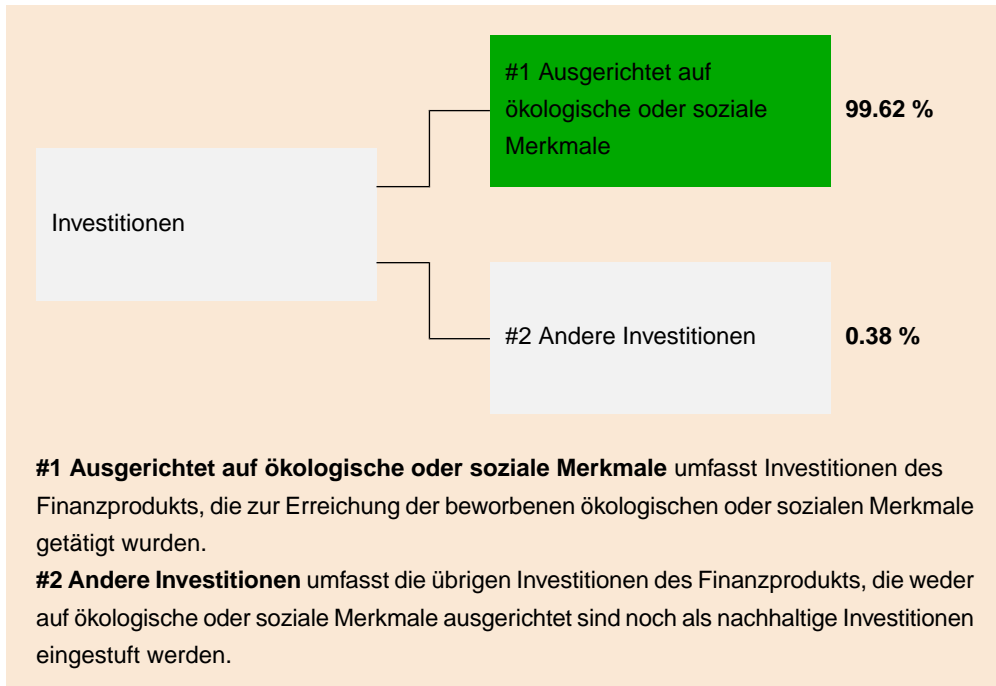 #1 Ausgerichtet auf
ökologische oder soziale
Merkmale
99.62 %
Investitionen
#2 Andere Investitionen
0.38 %
#1 Ausgerichtet auf ökologische oder soziale Merkmale umfasst Investitionen des
Finanzprodukts, die zur Erreichung der beworbenen ökologischen oder sozialen Merkmale
getätigt wurden.
#2 Andere Investitionen umfasst die übrigen Investitionen des Finanzprodukts, die weder
auf ökologische oder soziale Merkmale ausgerichtet sind noch als nachhaltige Investitionen
eingestuft werden.